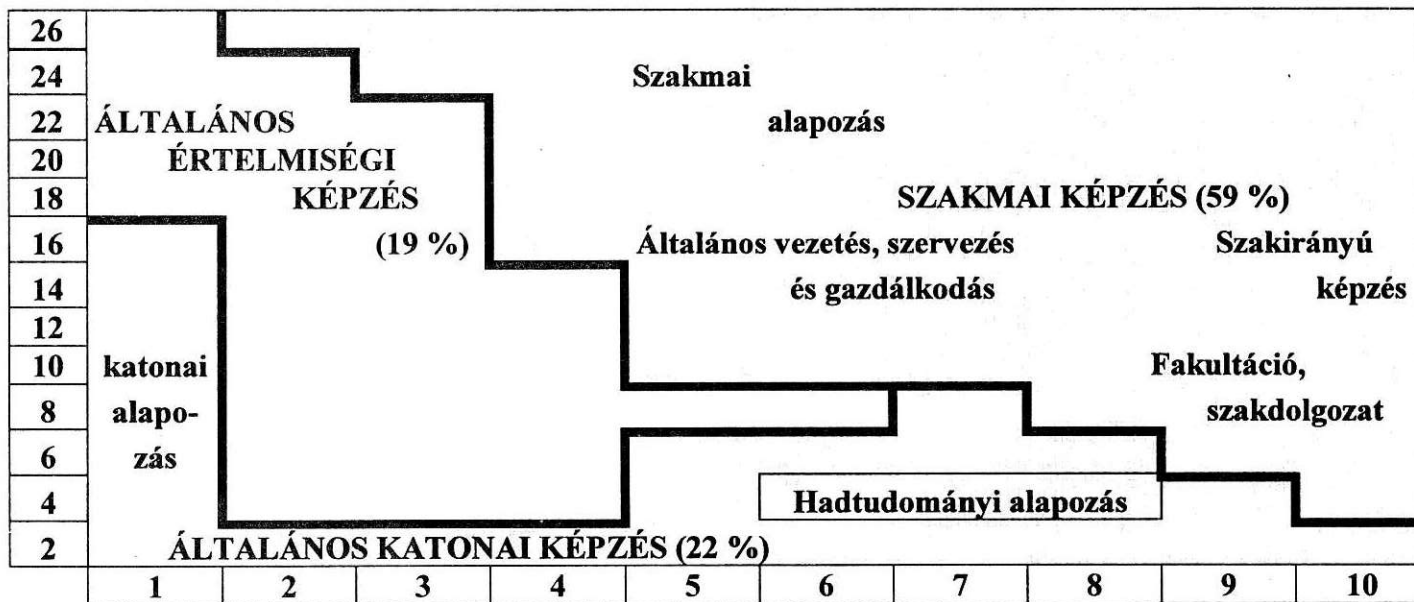 26
24 Szakmai
22 ÁLTALÁNOS alapozás
20 ÉRTELMISÉGI
18 KÉPZÉS SZAKMAI KÉPZÉS (59 %)
16 (19 %) Általános vezetés, szervezés Szakirányú
14 és gazdálkodás képzés
12
10 katonai Fakultáció,
8 alapo- szakdolgozat
6 zás
4 Hadtudományi alapozás
2 ÁLTALÁNOS KATONAI KÉPZÉS (22 %)
1 2 3 4 5 6 7 8 9 10